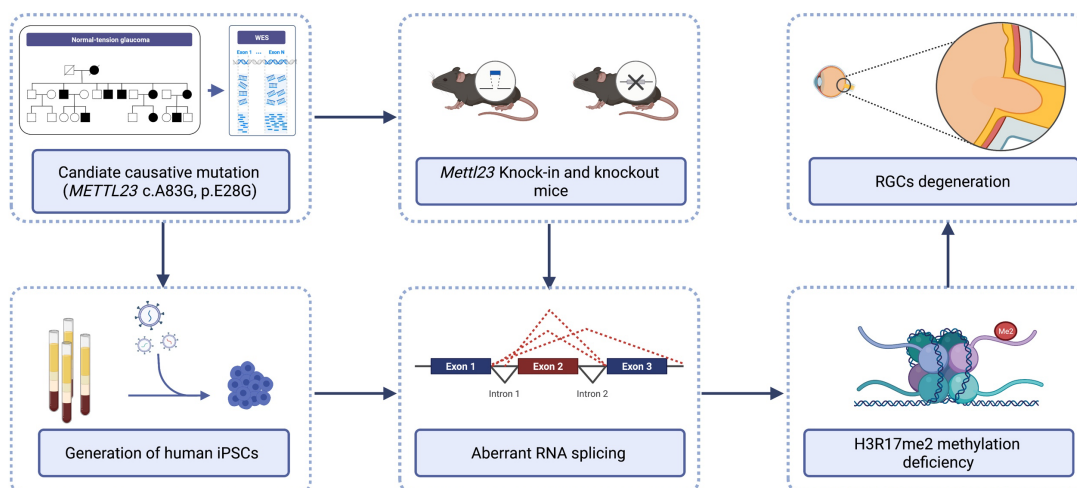 Normal-tension glaucoma
WES
Exon 1 ... Exon N
Candiate causative mutation
(METTL23 c.A83G, p.E28G)
Mettl23 Knock-in and knockout
mice
RGCs degeneration
Generation of human iPSCs
Exon 1
Exon 2
Exon 3
Intron 1
Intron 2
Aberrant RNA splicing
Me2
H3R17me2 methylation
deficiency